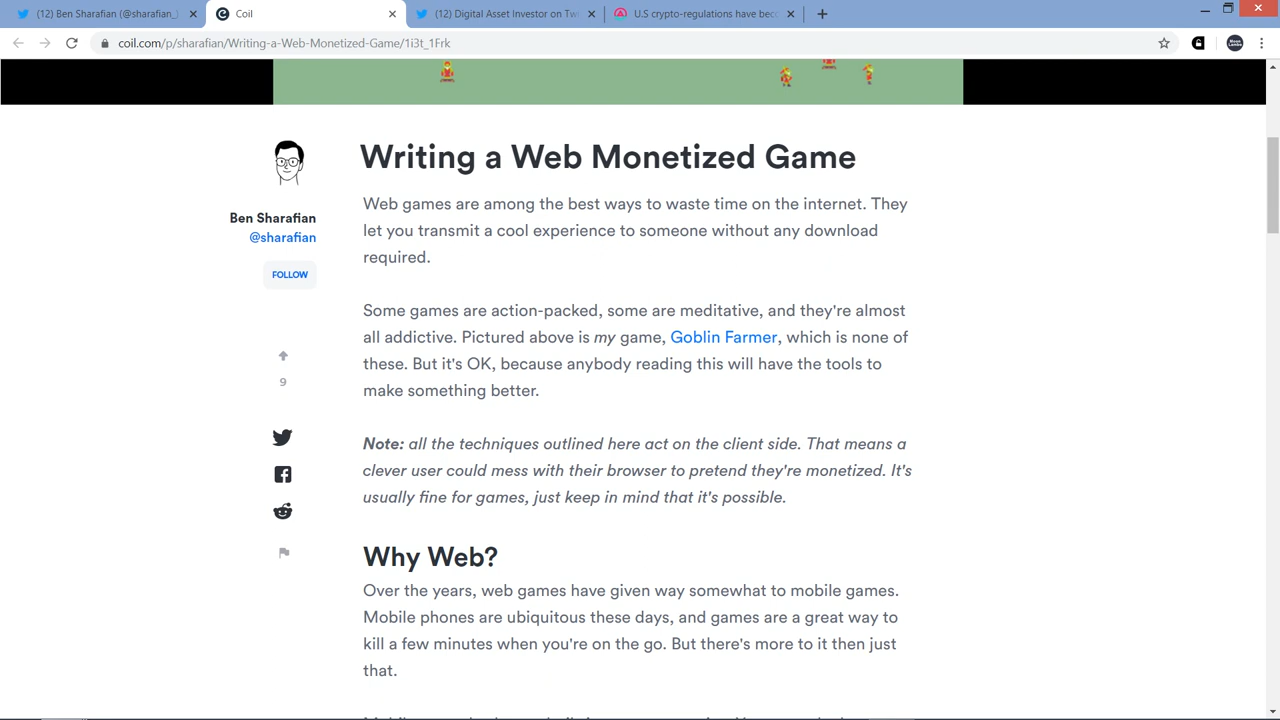 (12) Ben Sharafian (@sharafian_)
Coil
(12) Digital Asset Investor on Tw
U.S crypto-regulations have beco
coil.com/p/sharafian/Writing-a-Web-Monetized-Game/1i3t_1Frk
Writing a Web Monetized Game
Ben Sharafian
@sharafian
FOLLOW
9
Web games are among the best ways to waste time on the internet. They
let you transmit a cool experience to someone without any download
required.
Some games are action-packed, some are meditative, and they're almost
all addictive. Pictured above is my game, Goblin Farmer, which is none of
these. But it's OK, because anybody reading this will have the tools to
make something better.
Note: all the techniques outlined here act on the client side. That means a
clever user could mess with their browser to pretend they're monetized. It's
usually fine for games, just keep in mind that it's possible.
Why Web?
Over the years, web games have given way somewhat to mobile games.
Mobile phones are ubiquitous these days, and games are a great way to
kill a few minutes when you're on the go. But there's more to it then just
that.